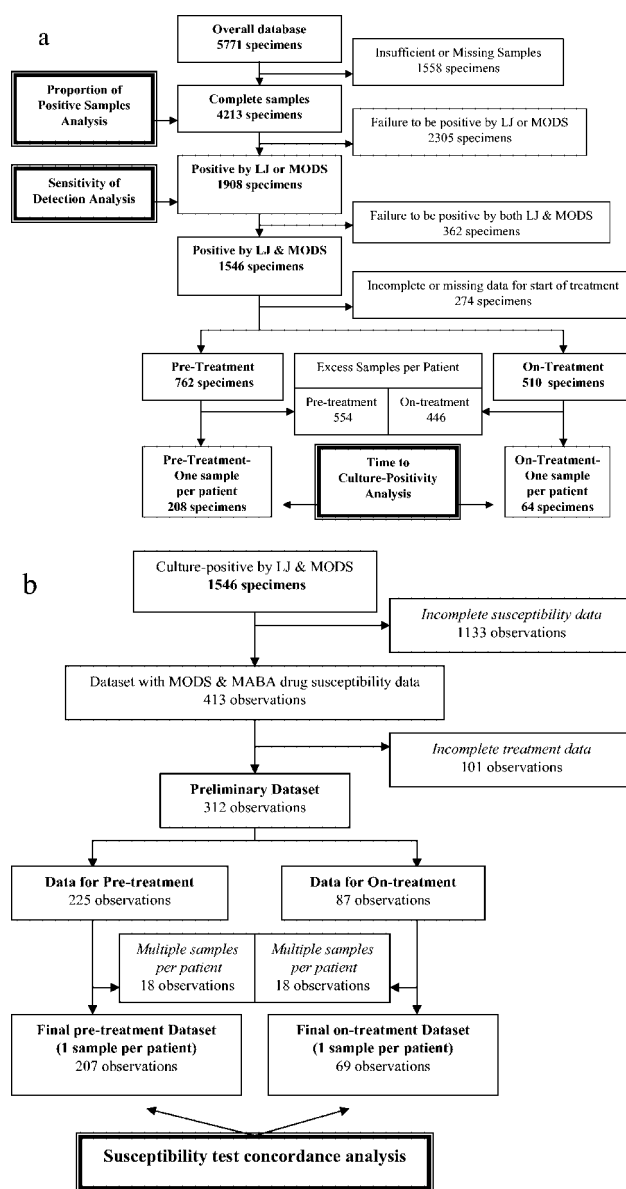 a
Overall database
5771 specimens
Insufficient or Missing Samples
1558 specimens
Proportion of
Positive Samples
Analysis
Complete samples
4213 specimens
Failure to be positive by LJ or MODS
2305 specimens
Sensitivity of
Detection Analysis
Positive by LJ or MODS
1908 specimens
Failure to be positive by both LJ & MODS
362 specimens
Positive by LJ & MODS
1546 specimens
Incomplete or missing data for start of treatment
274 specimens
Pre-Treatment
762 specimens
Excess Samples per Patient
Pre-treatment
554
On-treatment
446
On-Treatment
510 specimens
Pre-Treatment-
One sample
per patient
208 specimens
Time to
Culture-Positivity
Analysis
On-Treatment-
One sample
per patient
64 specimens
b
Culture-positive by LJ & MODS
1546 specimens
Incomplete susceptibility data
1133 observations
Dataset with MODS & MABA drug susceptibility data
413 observations
Incomplete treatment data
101 observations
Preliminary Dataset
312 observations
Data for Pre-treatment
225 observations
Data for On-treatment
87 observations
Multiple samples
per patient
18 observations
Multiple samples
per patient
18 observations
Final pre-treatment Dataset
(1 sample per patient)
207 observations
Final on-treatment Dataset
(1 sample per patient)
69 observations
Susceptibility test concordance analysis